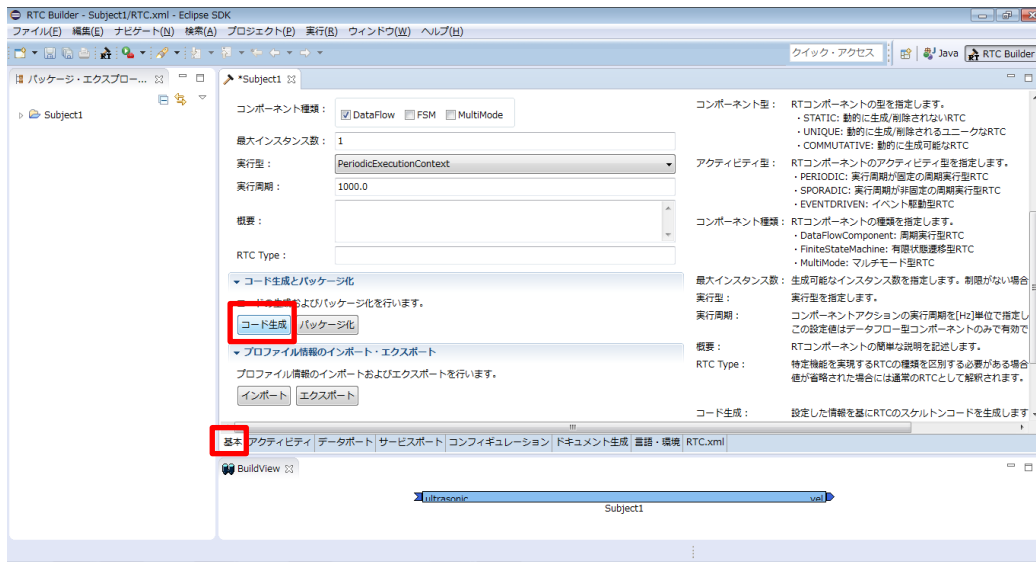 RTC Builder - Subject1/RTC.xml - Eclipse SDK
ファイル(F) 編集(E) ナビゲート(N) 検索(A) プロジェクト(P) 実行(R) ウィンドウ(W) ヘルプ(H)
クイック・アクセス Java RTC Builder
パッケージ・エクスプロー...
Subject1
*Subject1
コンポーネント種類：
DataFlow FSM MultiMode
最大インスタンス数：
1
実行型：
PeriodicExecutionContext
実行周期：
1000.0
概要：
RTC Type：
コード生成とパッケージ化
コードの生成およびパッケージ化を行います。
コード生成 パッケージ化
プロファイル情報のインポート・エクスポート
プロファイル情報のインポートおよびエクスポートを行います。
インポート エクスポート
コンポーネント型： RTコンポーネントの型を指定します。
・STATIC: 動的に生成/削除されないRTC
・UNIQUE: 動的に生成/削除されるユニークなRTC
・COMMUTATIVE: 動的に生成可能なRTC
アクティビティ型： RTコンポーネントのアクティビティ型を指定します。
・PERIODIC: 実行周期が固定の周期実行型RTC
・SPORADIC: 実行周期が非固定の周期実行型RTC
・EVENTDRIVEN: イベント駆動型RTC
コンポーネント種類： RTコンポーネントの種類を指定します。
・DataFlowComponent: 周期実行型RTC
・FiniteStateMachine: 有限状態遷移型RTC
・MultiMode: マルチモード型RTC
最大インスタンス数： 生成可能なインスタンス数を指定します。制限がない場合
実行型： 実行型を指定します。
実行周期： コンポーネントアクションの実行周期を[Hz]単位で指定し
この設定値はデータフロー型コンポーネントのみで有効で
概要： RTコンポーネントの簡単な説明を記述します。
RTC Type： 特定機能を実現するRTCの種類を区別する必要がある場合
値が省略された場合には通常のRTCとして解釈されます。
コード生成： 設定した情報を基にRTCのスケルトンコードを生成します
基本 アクティビティ データポート サービスポート コンフィギュレーション ドキュメント生成 言語・環境 RTC.xml
BuildView
ultrasonic vel
Subject1